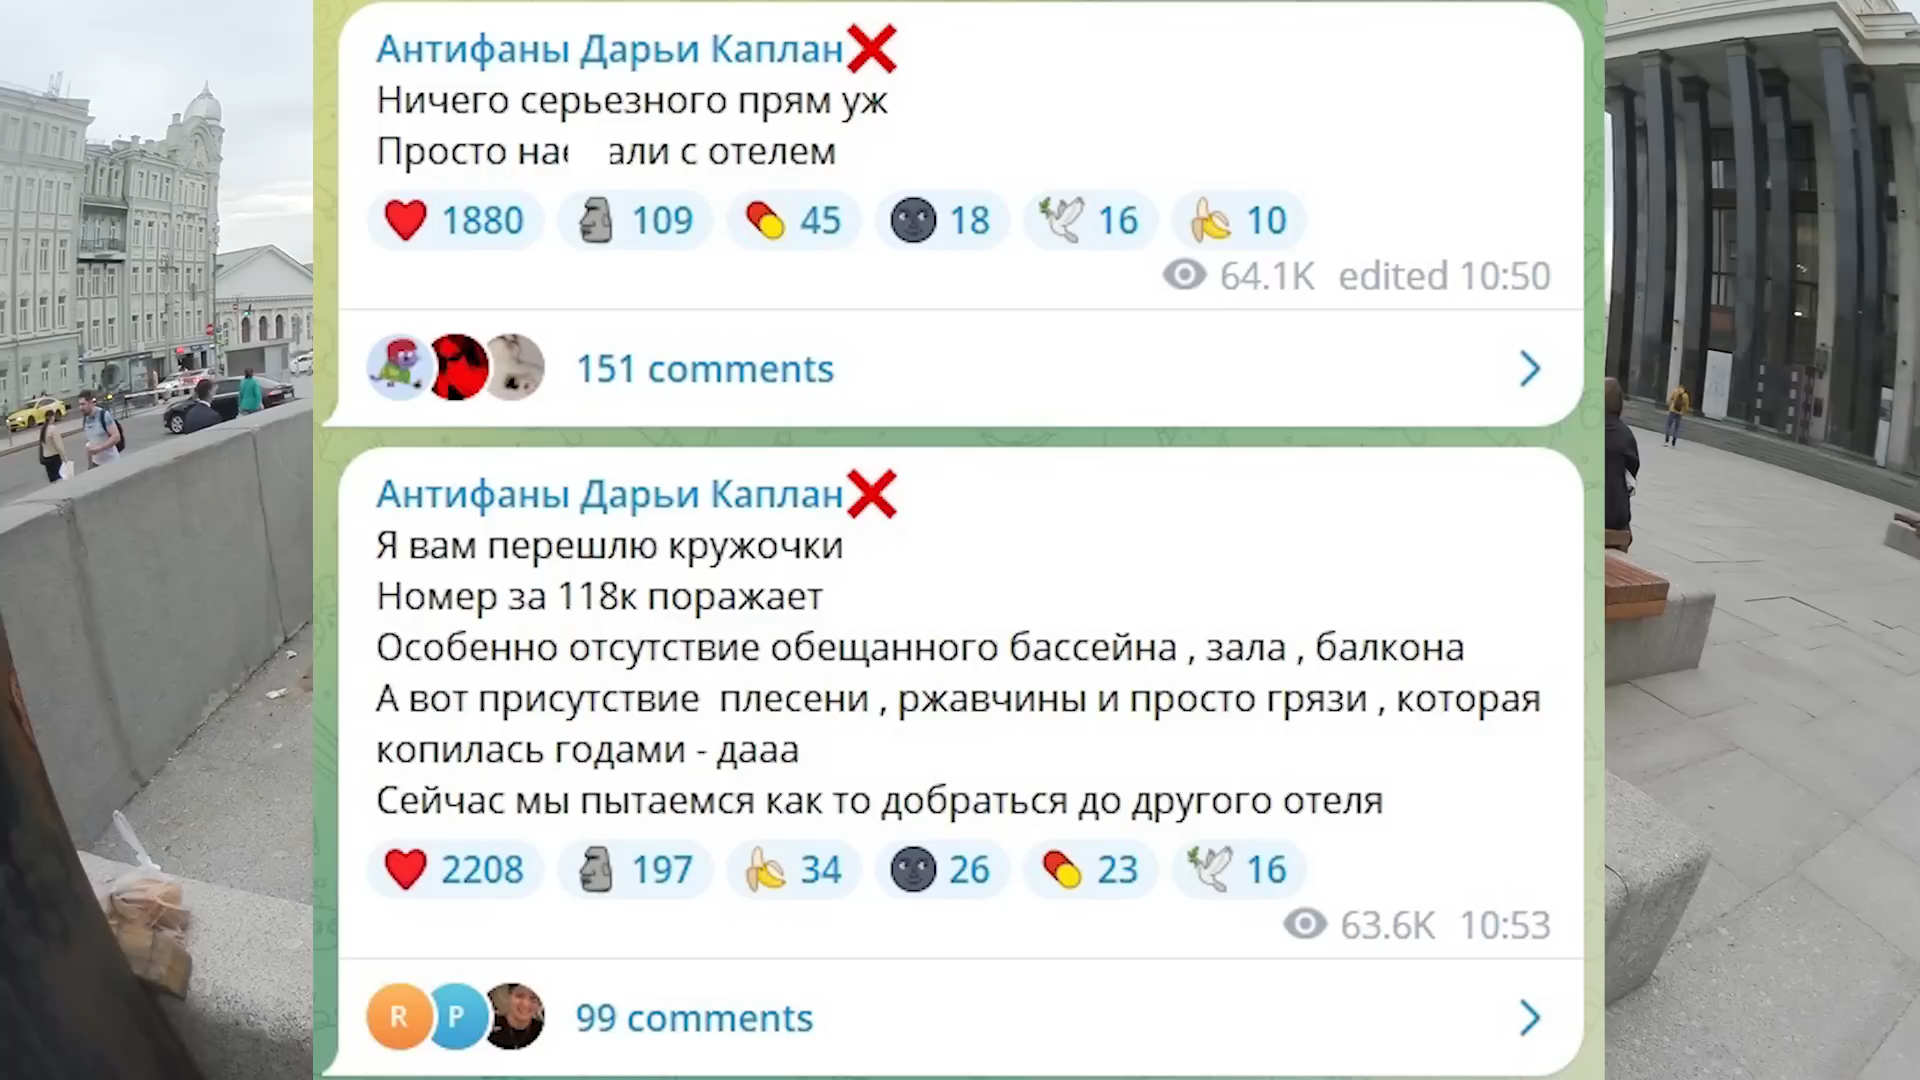 Антифаны Дарьи Каплан❌
Ничего серьезного прям уж
Просто на али с отелем
1880 109 45 18 16 10
64.1K edited 10:50
151 comments
Антифаны Дарьи Каплан❌
Я вам перешлю кружочки
Номер за 118к поражает
Особенно отсутствие обещанного бассейна , зала , балкона
А вот присутствие плесени , ржавчины и просто грязи , которая
копилась годами - дааа
Сейчас мы пытаемся как то добраться до другого отеля
2208 197 34 26 23 16
63.6K 10:53
R P
99 comments